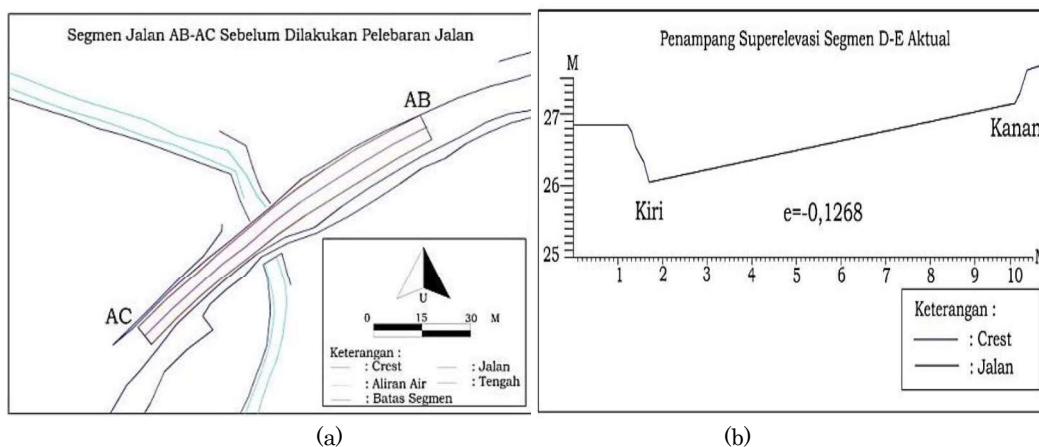 Segmen Jalan AB-AC Sebelum Dilakukan Pelebaran Jalan
AB
AC
U
0 15 30 M
Keterangan :
: Crest : Jalan
: Aliran Air : Tengah
: Batas Segmen
(a)
Penampang Superelevasi Segmen D-E Aktual
M
27
26
25
Kiri
Kanan
e=-0,1268
1 2 3 4 5 6 7 8 9 10
Keterangan :
: Crest
: Jalan
(b)